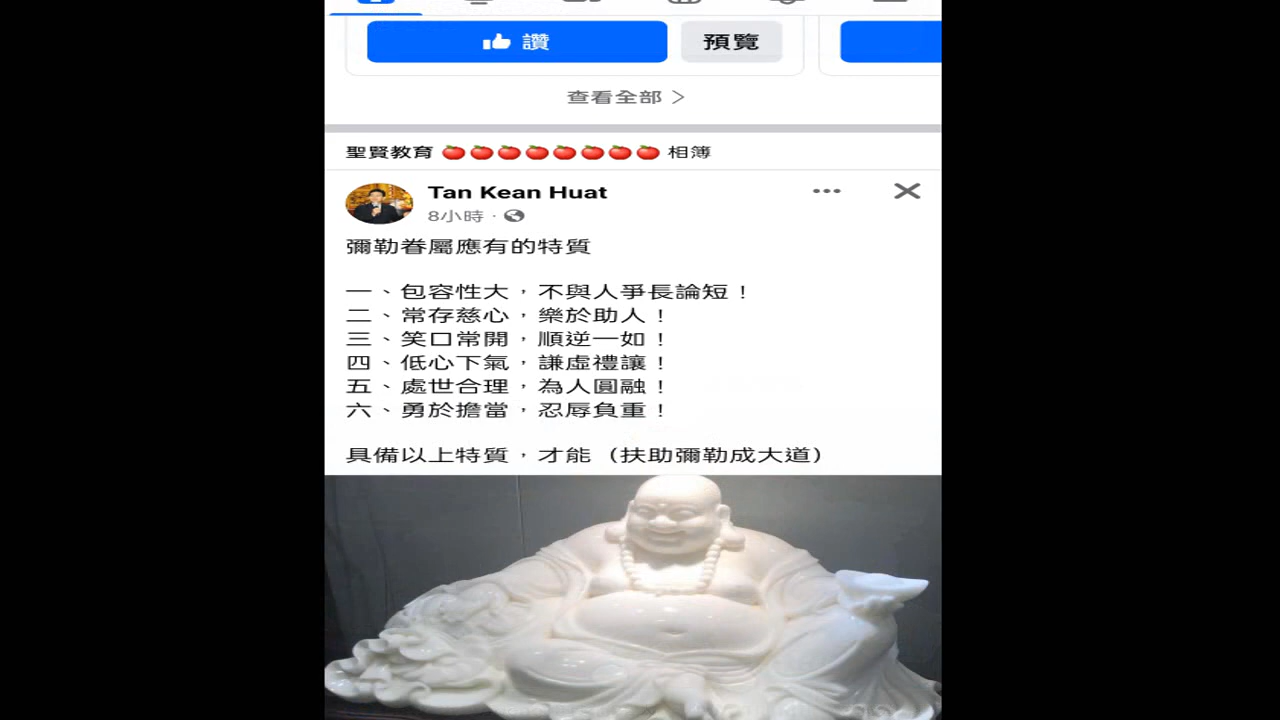 讚 預覽
查看全部 >
聖賢教育 🍎🍎🍎🍎🍎🍎🍎🍎 相簿
Tan Kean Huat
8小時 ·
彌勒眷屬應有的特质
一、包容性大，不與人爭長論短！
二、常存慈心，樂於助人！
三、笑口常開，順逆一如！
四、低心下氣，謙虛禮讓！
五、處世合理，為人圓融！
六、勇於擔當，忍辱負重！
具備以上特质，才能（扶助彌勒成大道）